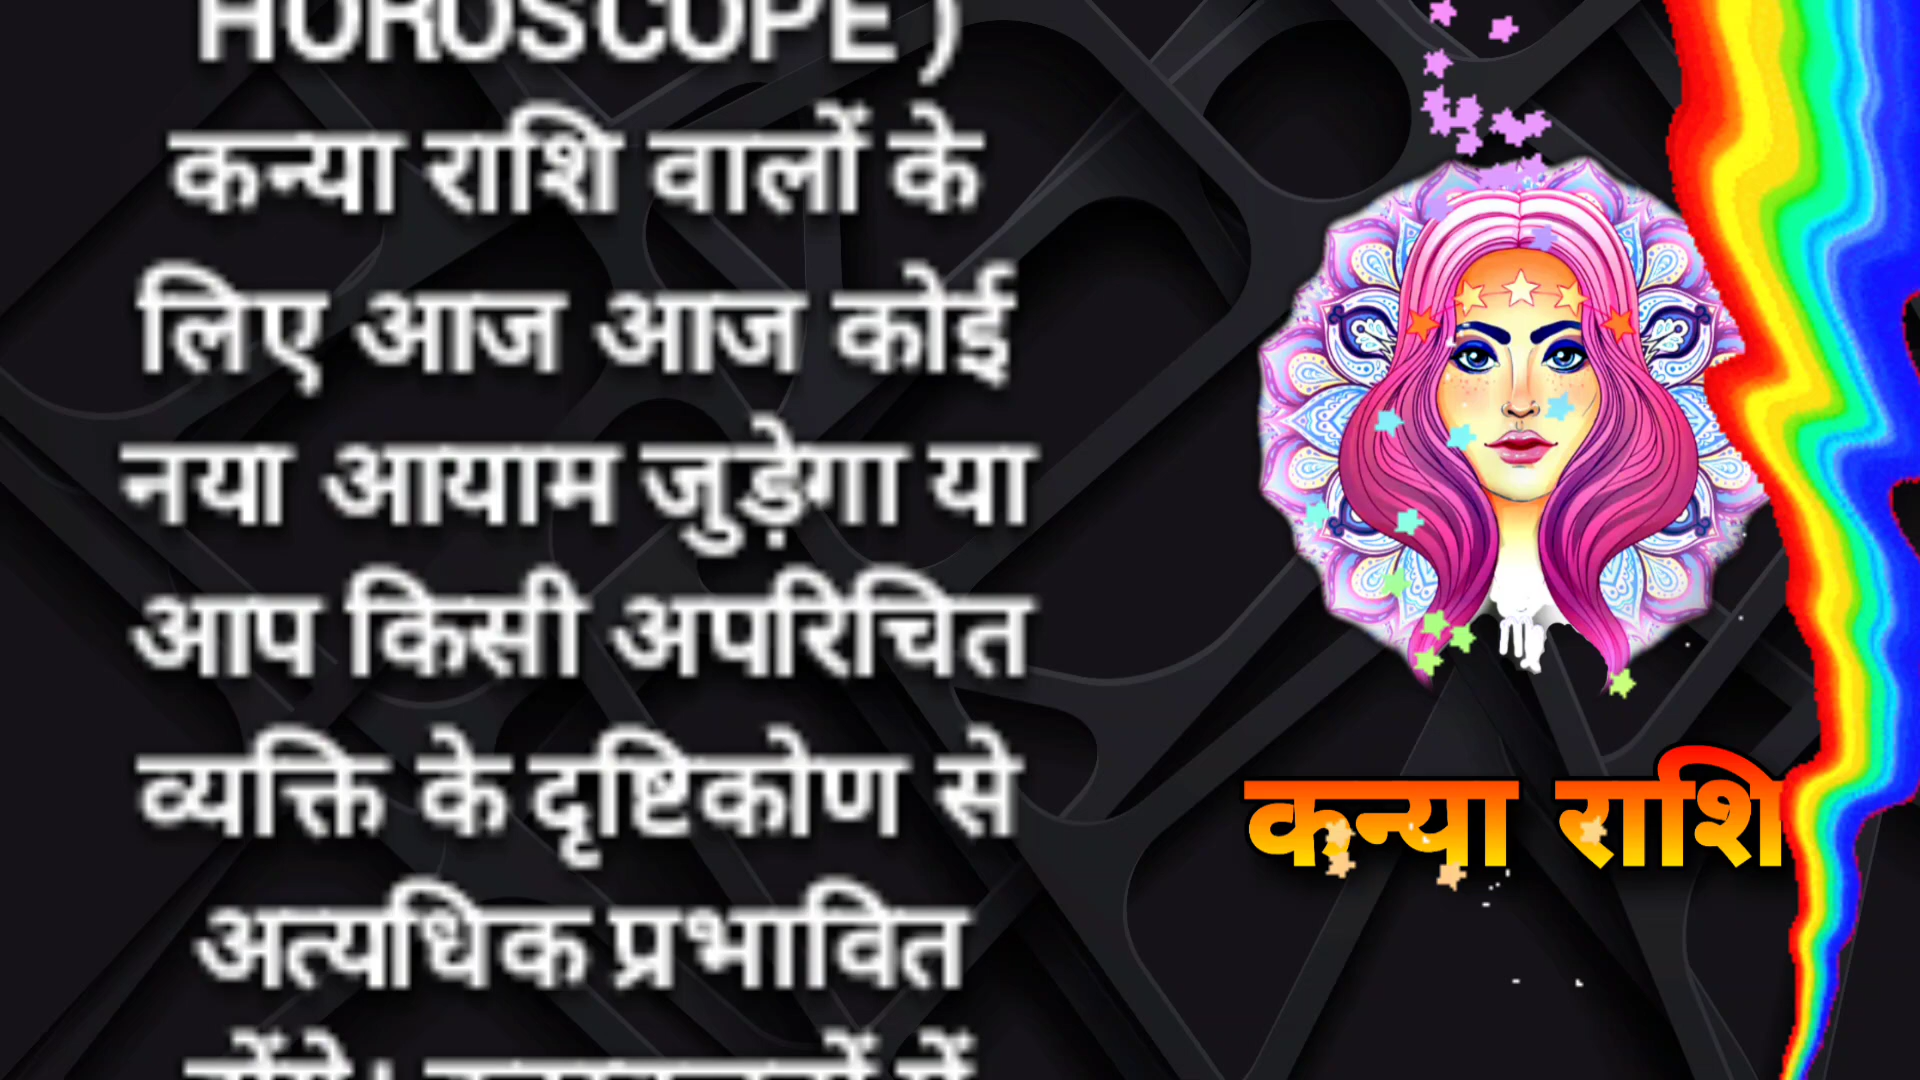 HOROSCOPE )
कन्या राशि वालों के
लिए आज आज कोई
नया आयाम जुड़ेगा या
आप किसी अपरिचित
व्यक्ति के दृष्टिकोण से
अत्यधिक प्रभावित
कन्या राशि